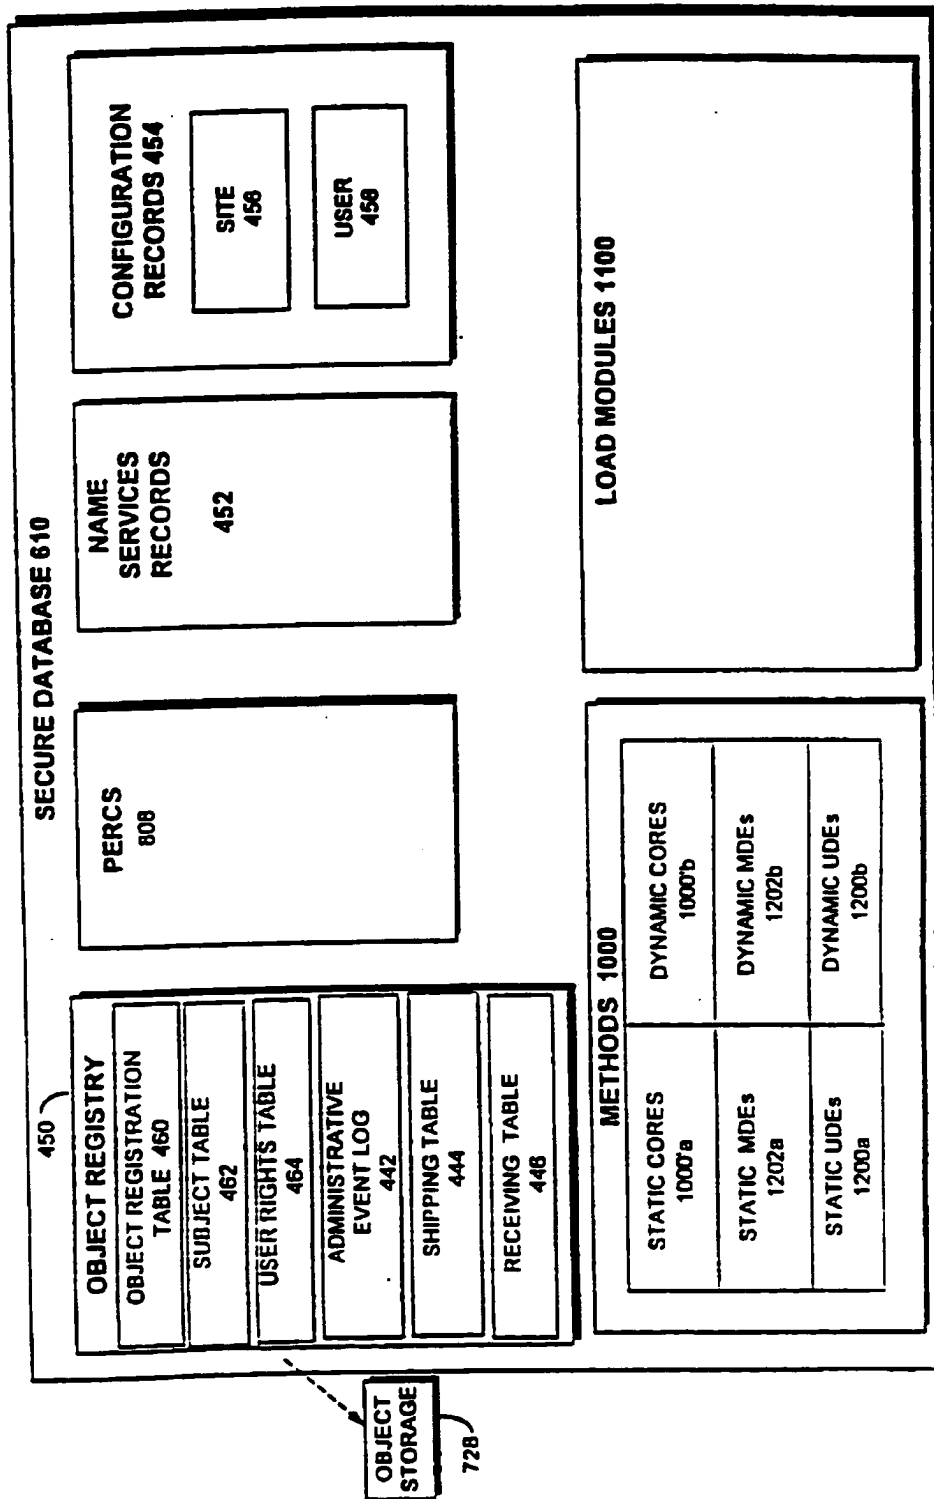 SECURE DATABASE 610
450
OBJECT REGISTRY
OBJECT REGISTRATION
TABLE 460
SUBJECT TABLE
462
USER RIGHTS TABLE
464
ADMINISTRATIVE
EVENT LOG
442
SHIPPING TABLE
444
RECEIVING TABLE
446
OBJECT
STORAGE
728
PERCS
808
NAME
SERVICES
RECORDS
452
CONFIGURATION
RECORDS 454
SITE
456
USER
458
METHODS 1000
STATIC CORES
1000'a
DYNAMIC CORES
1000'b
STATIC MDEs
1202a
DYNAMIC MDEs
1202b
STATIC UDEs
1200a
DYNAMIC UDEs
1200b
LOAD MODULES 1100